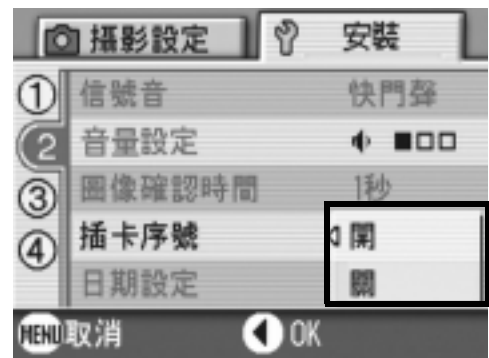 攝影設定 安裝
① 信號音 快門聲
② 音量設定
③ 圖像確認時間 1秒
④ 插卡序號 開
日期設定 關
MENU 取消 OK